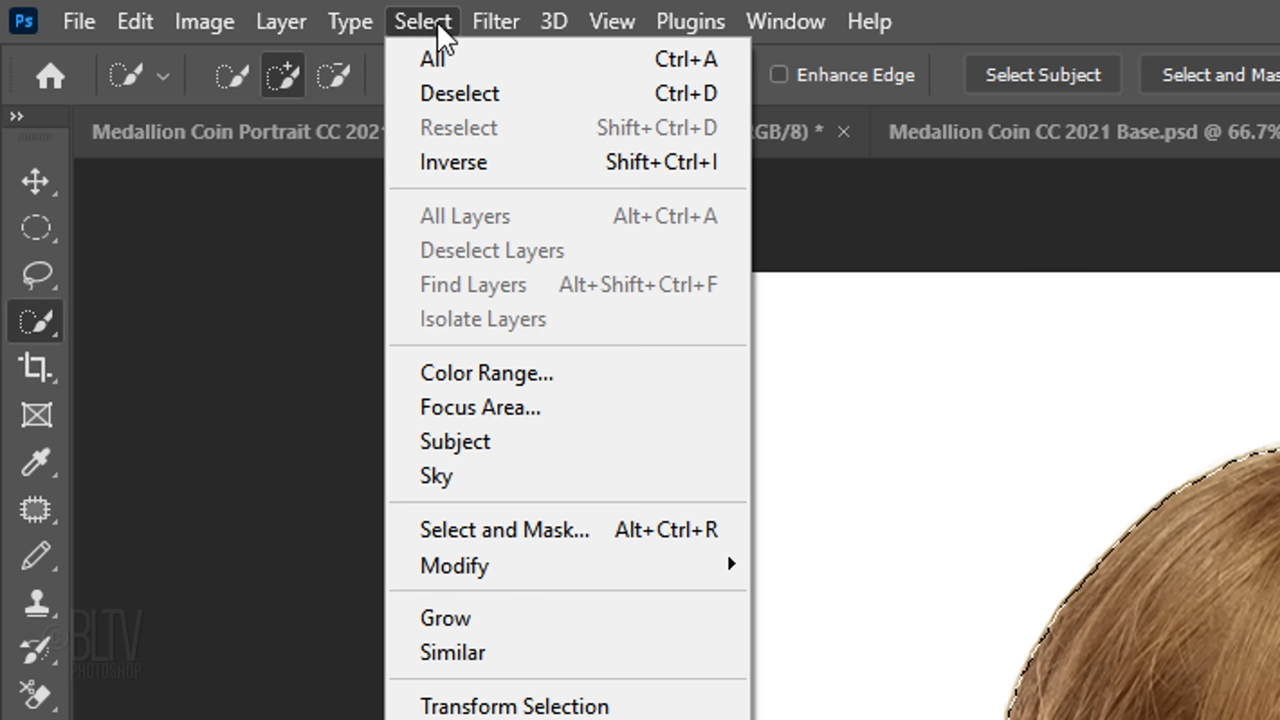 Ps File Edit Image Layer Type Select Filter 3D View Plugins Window Help
Enhance Edge Select Subject Select and Mas
Medallion Coin Portrait CC 2021 RGB/8) * × Medallion Coin CC 2021 Base.psd @ 66.7%
All Ctrl+A
Deselect Ctrl+D
Reselect Shift+Ctrl+D
Inverse Shift+Ctrl+I
All Layers Alt+Ctrl+A
Deselect Layers
Find Layers Alt+Shift+Ctrl+F
Isolate Layers
Color Range...
Focus Area...
Subject
Sky
Select and Mask... Alt+Ctrl+R
Modify
Grow
Similar
Transform Selection
©BLTV
PHOTOSHOP